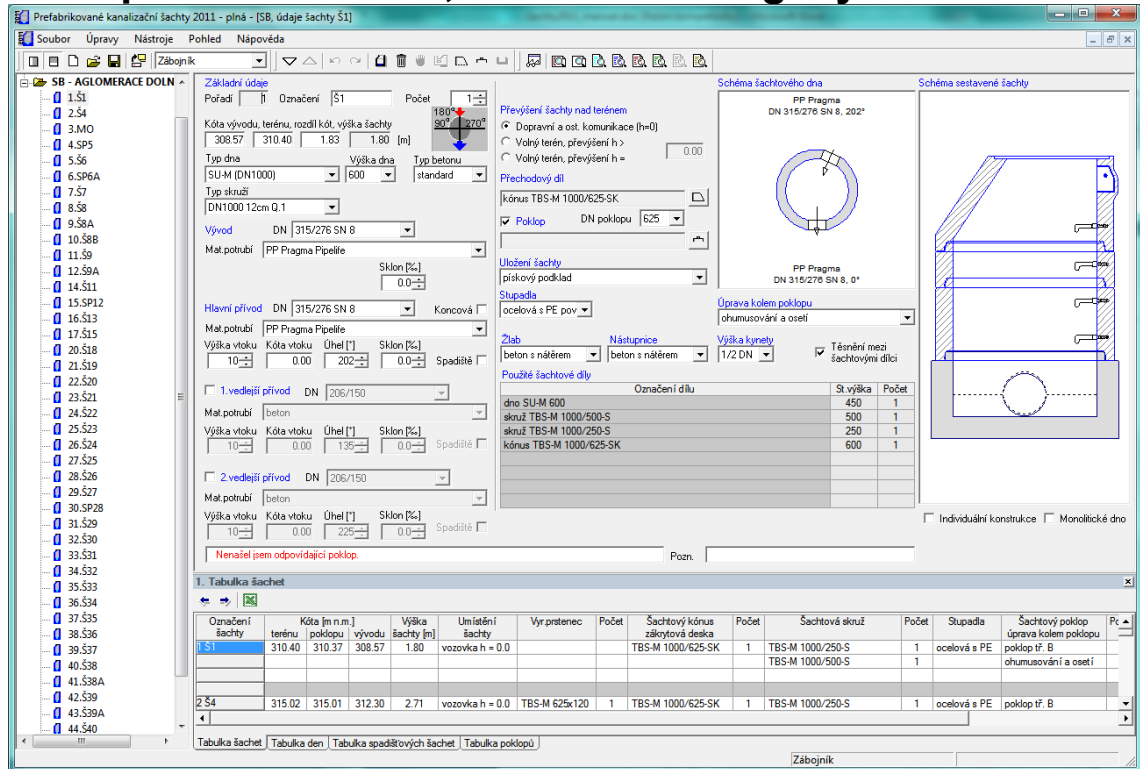 Prefabrikované kanalizační šachty 2011 - plná - [SB, údaje šachty Š1]
Soubor Úpravy Nástroje Pohled Nápověda
Zábojník
SB - AGLOMERACE DOLN
1.Š1
2.Š4
3.MO
4.SP5
5.Š6
6.SP6A
7.Š7
8.Š8
9.Š8A
10.Š8B
11.Š9
12.Š9A
14.Š11
15.SP12
16.Š13
17.Š15
20.Š18
21.Š19
22.Š20
23.Š21
24.Š22
25.Š23
26.Š24
27.Š25
28.Š26
29.Š27
30.SP28
31.Š29
32.Š30
33.Š31
34.Š32
35.Š33
36.Š34
37.Š35
38.Š36
39.Š37
40.Š38
41.Š38A
42.Š39
43.Š39A
44.Š40
Základní údaje
Pořadí 1 Označení Š1 Počet 1
180°
90° 270°
Kóta vývodu, terénu, rozdíl kót, výška šachty
308.57 310.40 1.83 1.80 [m]
Typ dna Výška dna Typ betonu
SU-M (DN1000) 600 standard
Typ skruží
DN1000 12cm Q.1
Vývod DN 315/276 SN 8
Mat.potrubí PP Pragma Pipelife
Sklon [‰]
0.0
Hlavní přívod DN 315/276 SN 8 Koncová
Mat.potrubí PP Pragma Pipelife
Výška vtoku Kóta vtoku Úhel [°] Sklon [‰]
10 0.00 202 0.0 Spadiště
1.vedlejší přívod DN 206/150
Mat.potrubí beton
Výška vtoku Kóta vtoku Úhel [°] Sklon [‰]
10 0.00 135 0.0 Spadiště
2.vedlejší přívod DN 206/150
Mat.potrubí beton
Výška vtoku Kóta vtoku Úhel [°] Sklon [‰]
10 0.00 225 0.0 Spadiště
Nenašel jsem odpovídající poklop. Pozn.
Převýšení šachty nad terénem
Dopravní a ost. komunikace (h=0)
Volný terén, převýšení h >
Volný terén, převýšení h = 0.00
Přechodový díl
kónus TBS-M 1000/625-SK
Poklop DN poklopu 625
Uložení šachty
pískový podklad
Stupadla
ocelová s PE pov
Žlab Nástupnice Výška kynety
beton s nátěrem beton s nátěrem 1/2 DN
Těsnění mezi
šachtovými dílci
Použité šachtové díly
Označení dílu St.výška Počet
dno SU-M 600 450 1
skruž TBS-M 1000/500-S 500 1
skruž TBS-M 1000/250-S 250 1
kónus TBS-M 1000/625-SK 600 1
Schéma šachtového dna
PP Pragma
DN 315/276 SN 8, 202°
PP Pragma
DN 315/276 SN 8, 0°
Úprava kolem poklopu
ohumusování a osetí
Schéma sestavené šachty
Individuální konstrukce Monolitické dno
1. Tabulka šachet
Označení šachty Kóta [m n.m.] terénu poklopu vývodu Výška šachty [m] Umístění šachty Vyr.prstenec Počet Šachtový kónus zákrytová deska Počet Šachtová skruž Počet Stupadla Šachtový poklop úprava kolem poklopu
1 Š1 310.40 310.37 308.57 1.80 vozovka h = 0.0 TBS-M 1000/625-SK 1 TBS-M 1000/250-S 1 ocelová s PE poklop tř. B
TBS-M 1000/500-S 1 ohumusování a osetí
2 Š4 315.02 315.01 312.30 2.71 vozovka h = 0.0 TBS-M 625x120 1 TBS-M 1000/625-SK 1 TBS-M 1000/250-S 1 ocelová s PE poklop tř. B
Tabulka šachet Tabulka den Tabulka spadišťových šachet Tabulka poklopů
Zábojník